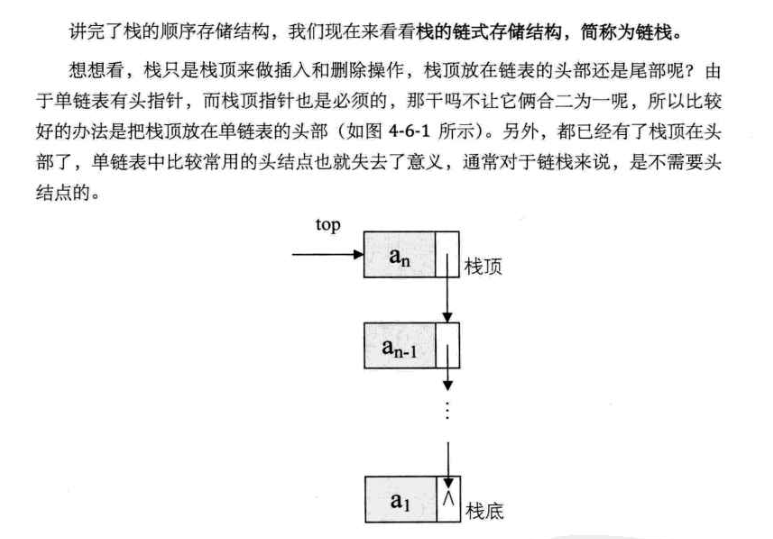 讲完了栈的顺序存储结构，我们现在来看看栈的链式存储结构，简称为链栈。
想想看，栈只是栈顶来做插入和删除操作，栈顶放在链表的头部还是尾部呢？由
于单链表有头指针，而栈顶指针也是必须的，那干吗不让它俩合二为一呢，所以比较
好的办法是把栈顶放在单链表的头部（如图 4-6-1 所示）。另外，都已经有了栈顶在头
部了，单链表中比较常用的头结点也就失去了意义，通常对于链栈来说，是不需要头
结点的。
top
an
栈顶
an-1
⋮
a1 ^
栈底